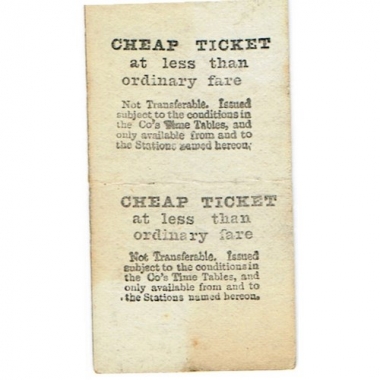 CHEAP TICKET
at less than
ordinary fare
Not Transferable. Issued
subject to the conditions in
the Co's Time Tables, and
only available from and to
the Stations named hereon.
CHEAP TICKET
at less than
ordinary fare
Not Transferable. Issued
subject to the conditions in
the Co's Time Tables, and
only available from and to
the Stations named hereon.